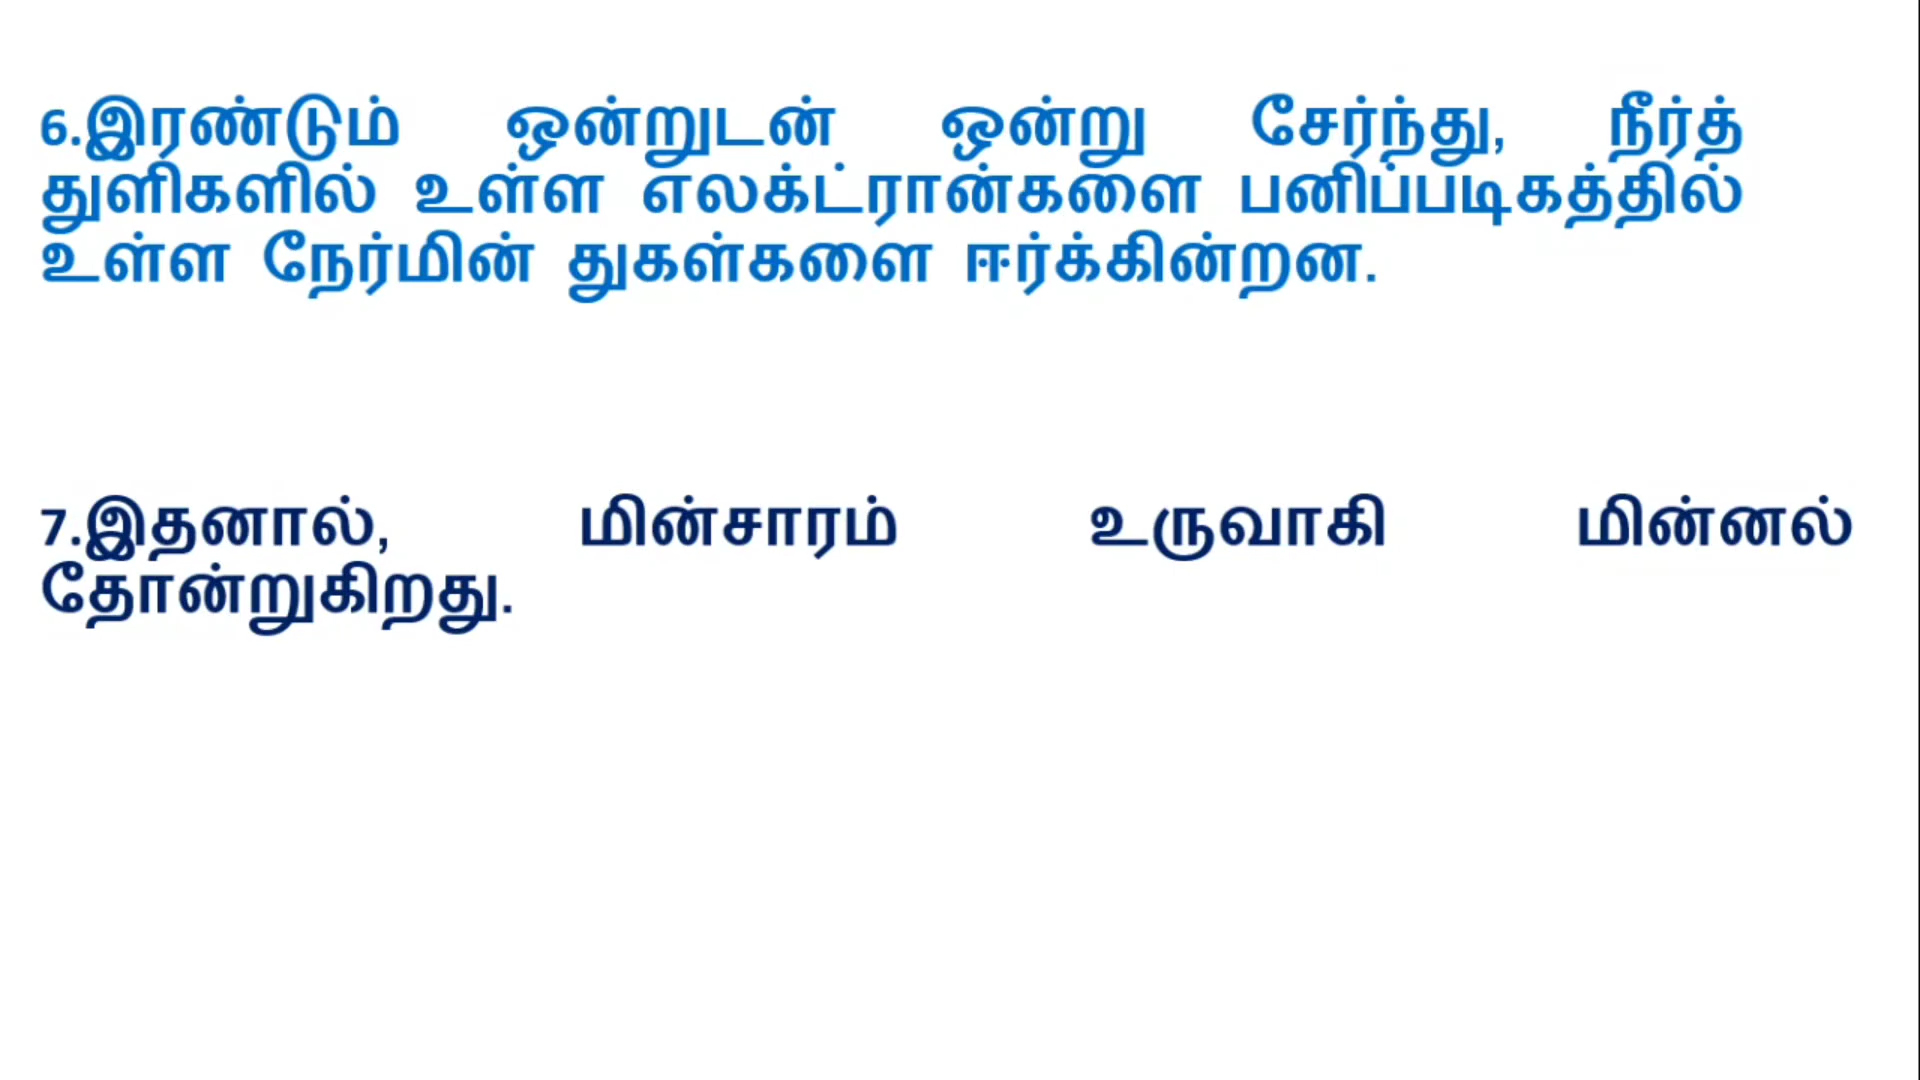 6.இரண்டும் ஒன்றுடன் ஒன்று சேர்ந்து, நீர்த்
துளிகளில் உள்ள எலக்ட்ரான்களை பனிப்படிகத்தில்
உள்ள நேர்மின் துகள்களை ஈர்க்கின்றன.
7.இதனால், மின்சாரம் உருவாகி மின்னல்
தோன்றுகிறது.